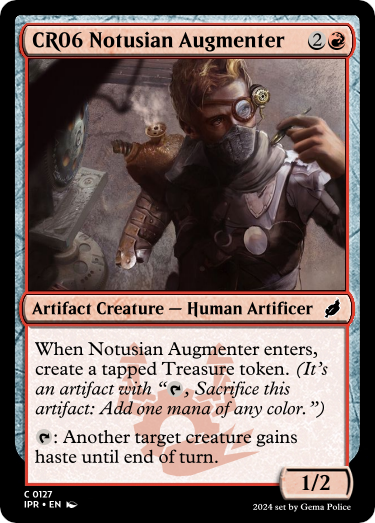 CR06 Notusian Augmenter 2
Artifact Creature — Human Artificer
When Notusian Augmenter enters,
create a tapped Treasure token. (It's
an artifact with “, Sacrifice this
artifact: Add one mana of any color.”)
: Another target creature gains
haste until end of turn.
1/2
C 0127
IPR • EN
2024 set by Gema Police